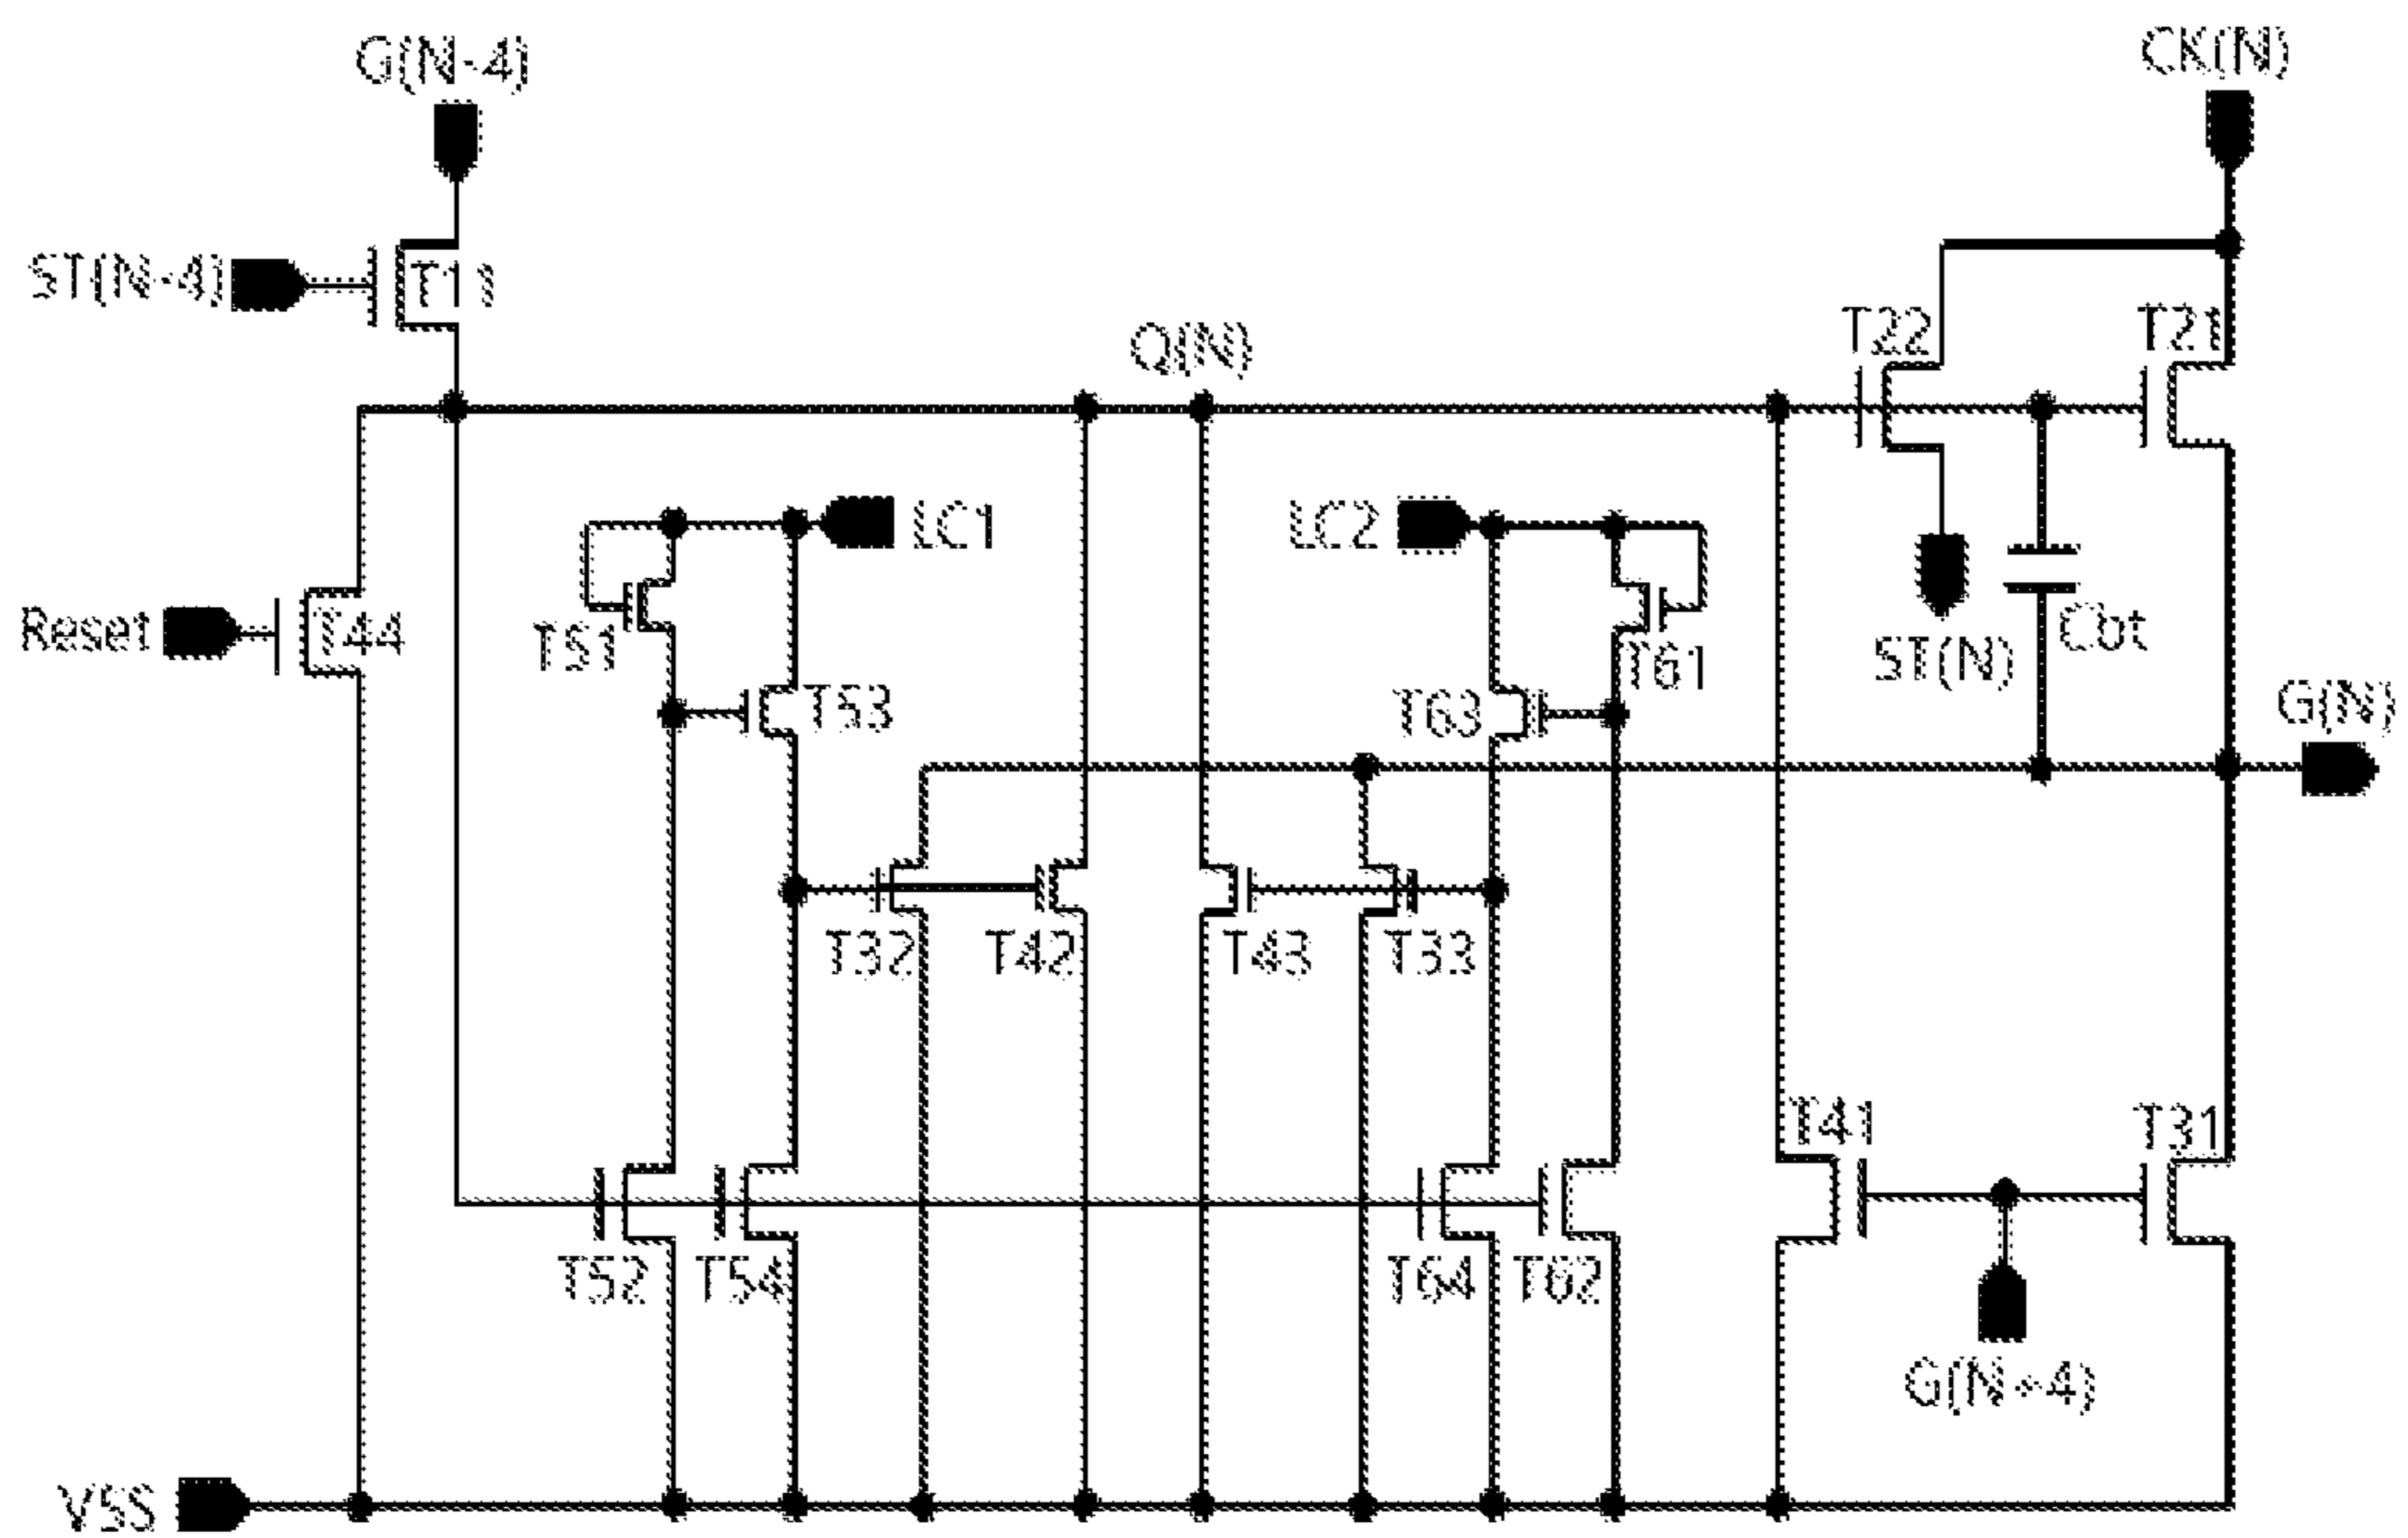 G(N-4)
CK(N)
ST(N-4)
T11
T22
T21
Q(N)
LC1
LC2
Reset
T44
T51
T61
ST(N)
Cbt
T53
T63
G(N)
T32
T42
T43
T33
T41
T31
T52
T54
T64
T62
G(N+4)
VSS